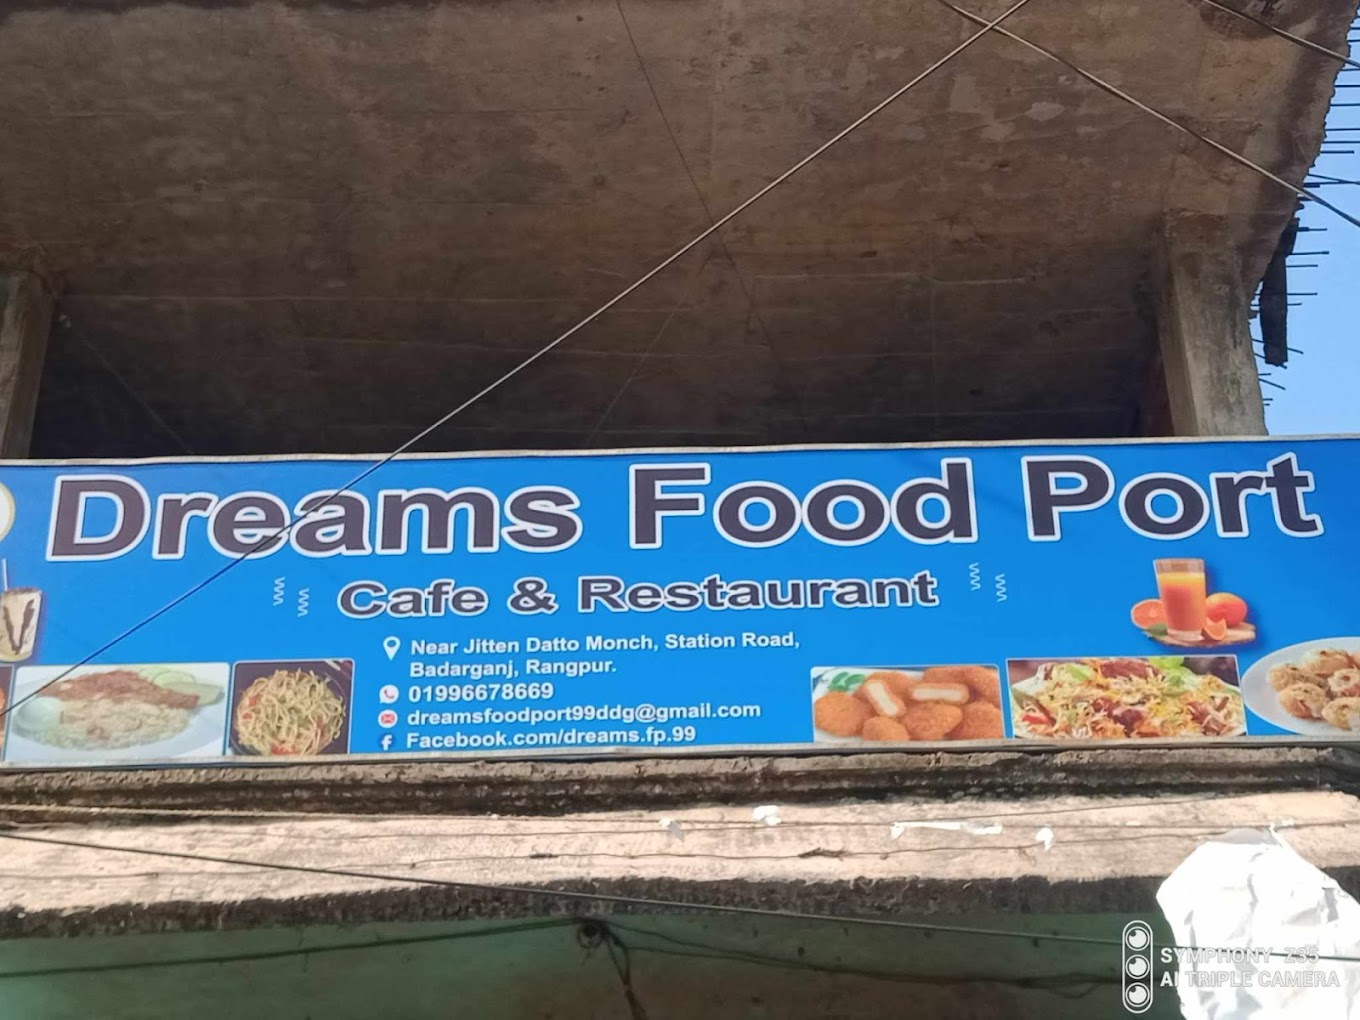 Dreams Food Port
Cafe & Restaurant
Near Jitten Datto Monch, Station Road,
Badarganj, Rangpur.
01996678669
dreamsfoodport99ddg@gmail.com
Facebook.com/dreams.fp.99
SYMPHONY Z35
AI TRIPLE CAMERA